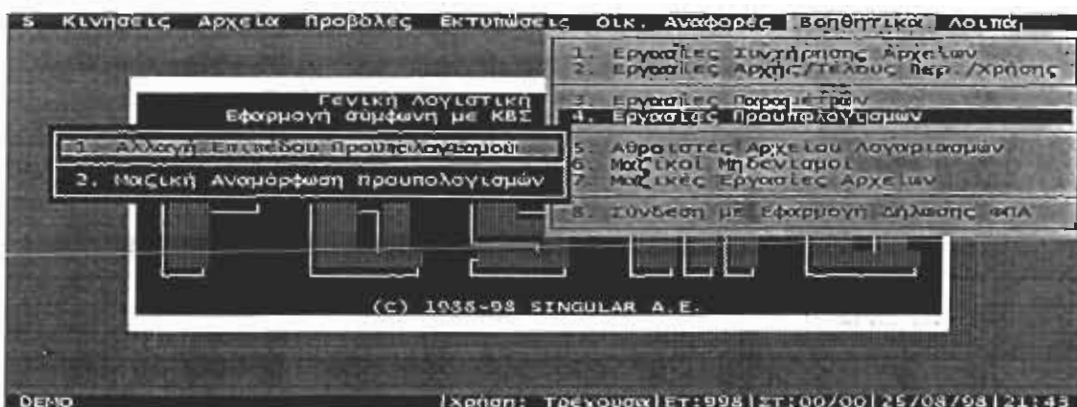 S Κινήσεις Αρχεία Προβολές Εκτυπώσεις Οικ. Αναφορές Βοηθητικά Λοιπά
1. Εργασίες Συντήρησης Αρχείων
2. Εργασίες Αρχής/Τέλους Περ./Χρήσης
3. Εργασίες Παραμέτρων
4. Εργασίες Προυπολογισμών
5. Αθροιστές Αρχείου Λογαριασμών
6. Μαζικοί Μηδενισμοί
7. Μαζικές Εργασίες Αρχείων
8. Σύνδεση με Εφαρμογή Δήλωσης ΦΠΑ
Γενική Λογιστική
Εφαρμογή σύμφωνη με ΚΒΣ
1. Αλλαγή Επιπέδου Προυπολογισμού
2. Μαζική Αναμόρφωση Προυπολογισμών
(C) 1988-98 SINGULAR A.E.
DEMO |Χρήση: Τρέχουσα|ΕΤ:998|ΣΤ:00/00|25/08/98|21:43